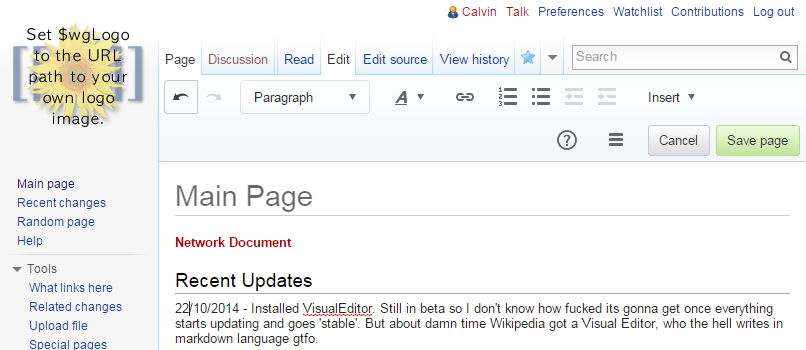 Calvin Talk Preferences Watchlist Contributions Log out
Set $wgLogo
to the URL
path to your
own logo
image.
Page Discussion Read Edit Edit source View history Search
Paragraph A Insert
Cancel Save page
Main page
Recent changes
Random page
Help
Tools
What links here
Related changes
Upload file
Special pages
Main Page
Network Document
Recent Updates
22/10/2014 - Installed VisualEditor. Still in beta so I don't know how fucked its gonna get once everything
starts updating and goes 'stable'. But about damn time Wikipedia got a Visual Editor, who the hell writes in
markdown language gtfo.